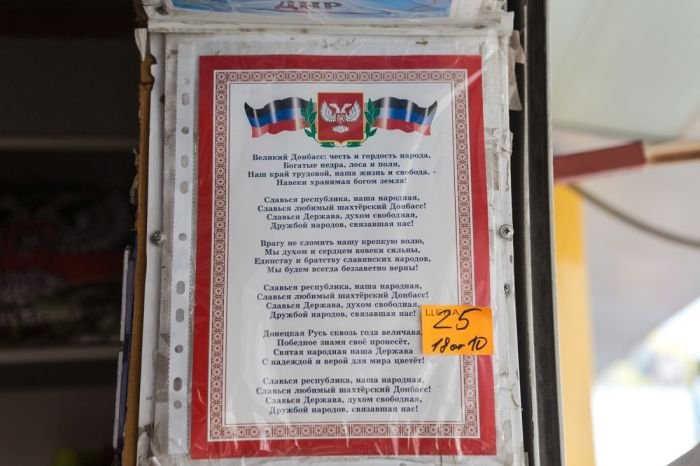 ДНР
Великий Донбасс: честь и гордость народа,
Богатые недра, леса и поля,
Наш край трудовой, наша жизнь и свобода, -
Навеки хранимая богом земля!
Славься республика, наша народная,
Славься любимый шахтёрский Донбасс!
Славься Держава, духом свободная,
Дружбой народов, связавшая нас!
Врагу не сломить нашу крепкую волю,
Мы духом и сердцем вовеки сильны,
Единству и братству славянских народов,
Мы будем всегда беззаветно верны!
Славься республика, наша народная,
Славься любимый шахтёрский Донбасс!
Славься Держава, духом свободная,
Дружбой народов, связавшая нас!
ЦЕНА
25
Донецкая Русь сквозь года величава,
Победное знамя своё пронесёт,
Святая народная наша Держава
С надеждой и верой для мира цветёт!
Славься республика, наша народная,
Славься любимый шахтёрский Донбасс!
Славься Держава, духом свободная,
Дружбой народов, связавшая нас!